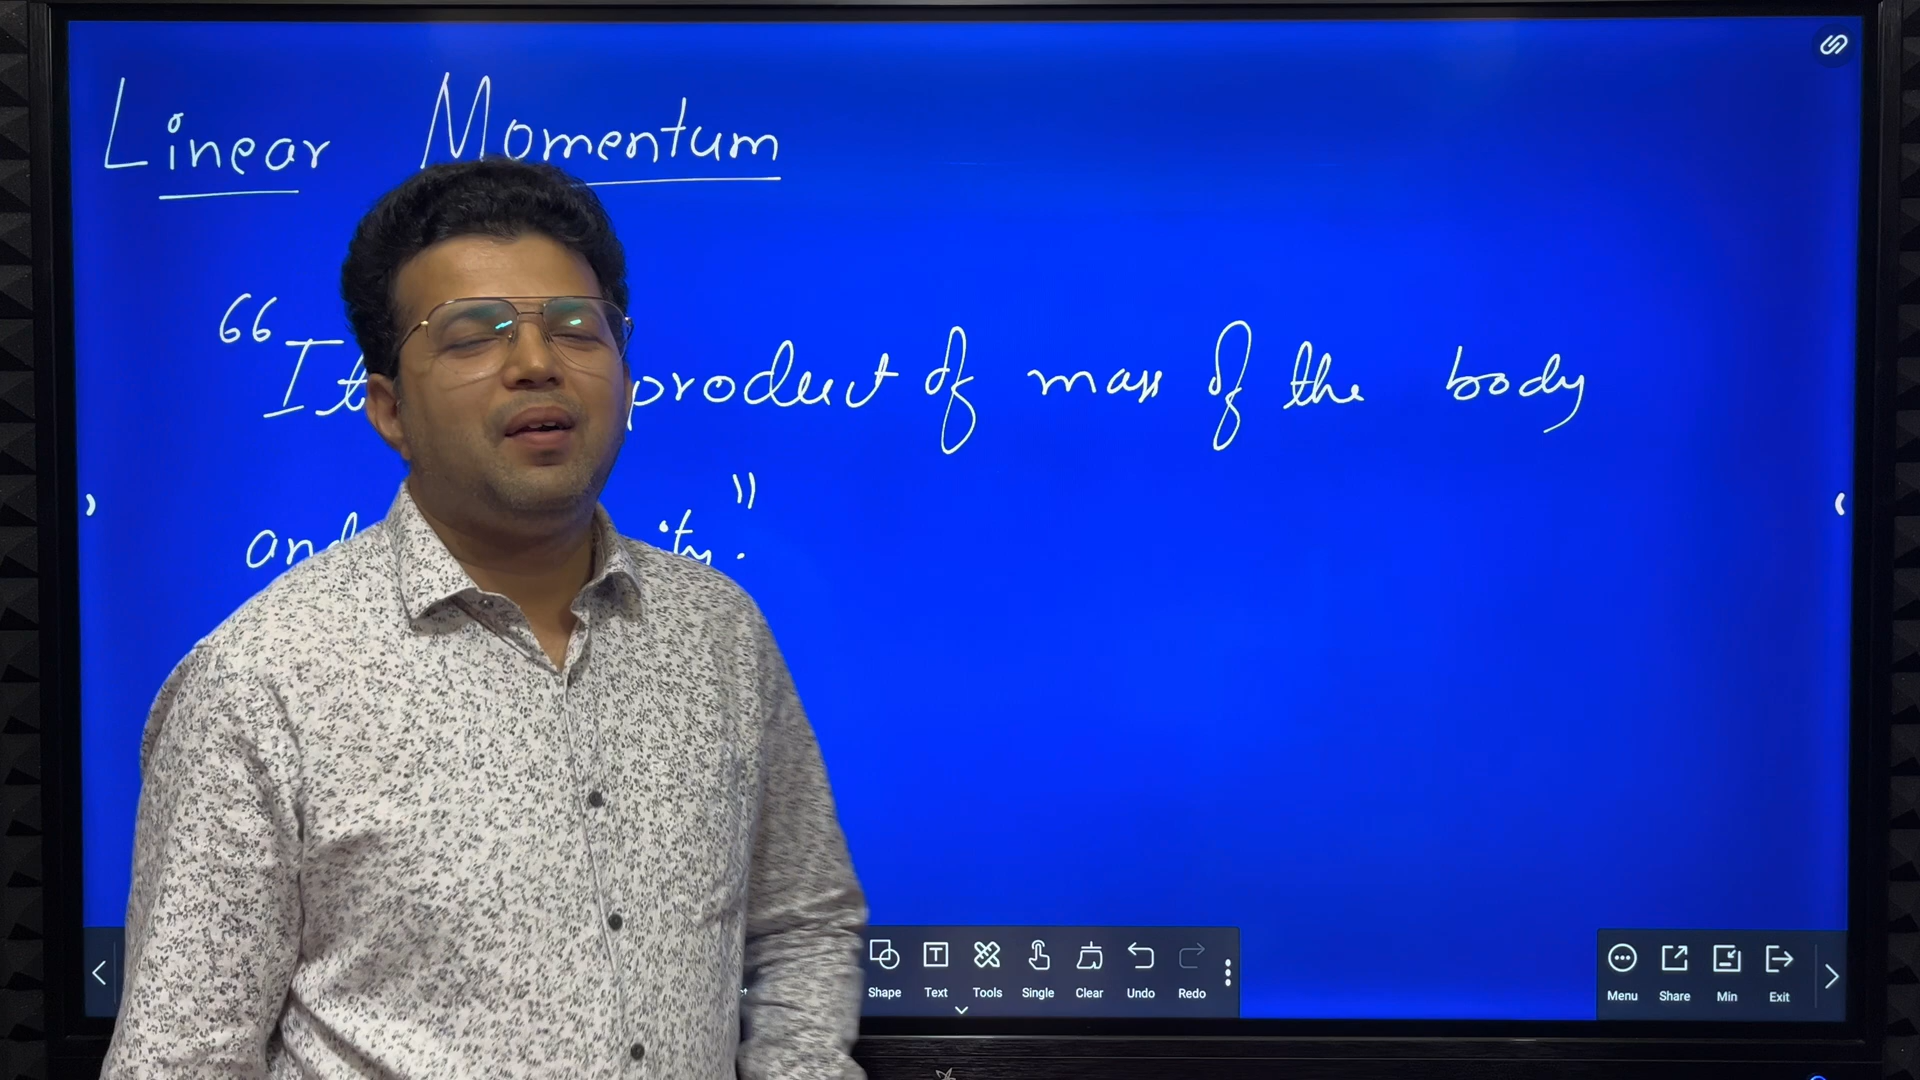 Linear Momentum
“It product of mass of the body
and ity.”
Shape Text Tools Single Clear Undo Redo
Menu Share Min Exit